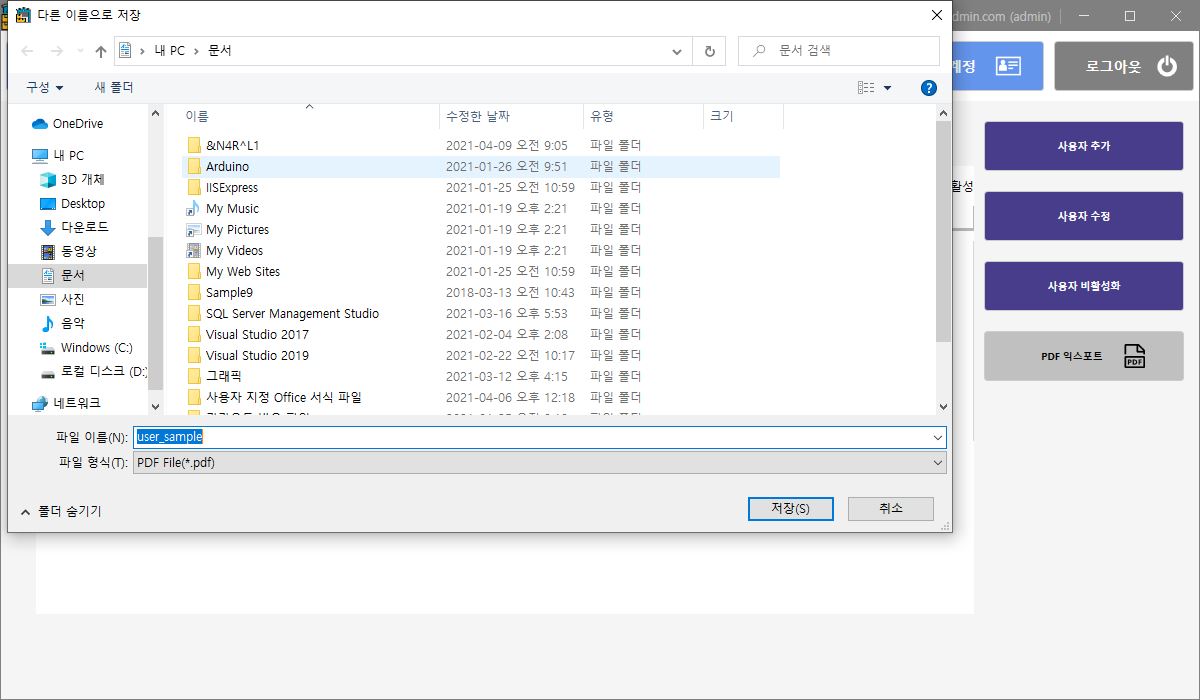 다른 이름으로 저장
dmin.com (admin)
내 PC > 문서
문서 검색
계정
로그아웃
구성
새 폴더
OneDrive
내 PC
3D 개체
Desktop
다운로드
동영상
문서
사진
음악
Windows (C:)
로컬 디스크 (D:)
네트워크
이름 수정한 날짜 유형 크기
&N4R^L1 2021-04-09 오전 9:05 파일 폴더
Arduino 2021-01-26 오전 9:51 파일 폴더
IISExpress 2021-01-25 오전 10:59 파일 폴더
My Music 2021-01-19 오후 2:21 파일 폴더
My Pictures 2021-01-19 오후 2:21 파일 폴더
My Videos 2021-01-19 오후 2:21 파일 폴더
My Web Sites 2021-01-25 오전 10:59 파일 폴더
Sample9 2018-03-13 오전 10:43 파일 폴더
SQL Server Management Studio 2021-03-16 오후 5:53 파일 폴더
Visual Studio 2017 2021-02-04 오후 2:08 파일 폴더
Visual Studio 2019 2021-02-22 오전 10:17 파일 폴더
그래픽 2021-03-12 오후 4:15 파일 폴더
사용자 지정 Office 서식 파일 2021-04-06 오후 12:18 파일 폴더
파일 이름(N): user_sample
파일 형식(T): PDF File(*.pdf)
폴더 숨기기
저장(S)
취소
사용자 추가
활성
사용자 수정
사용자 비활성화
PDF 익스포트
PDF